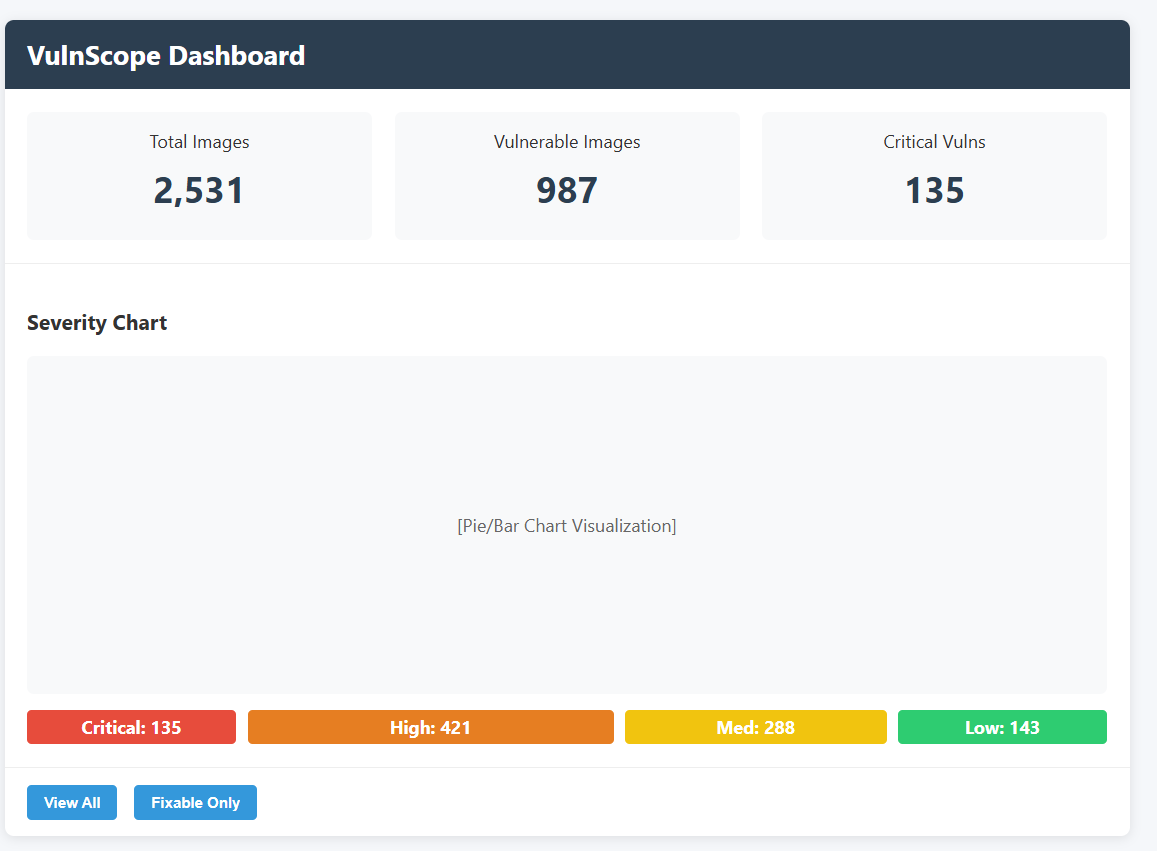 VulnScope Dashboard
Total Images
Vulnerable Images
Critical Vulns
2,531
987
135
Severity Chart
[Pie/Bar Chart Visualization]
Critical: 135
High: 421
Med: 288
Low: 143
View All
Fixable Only